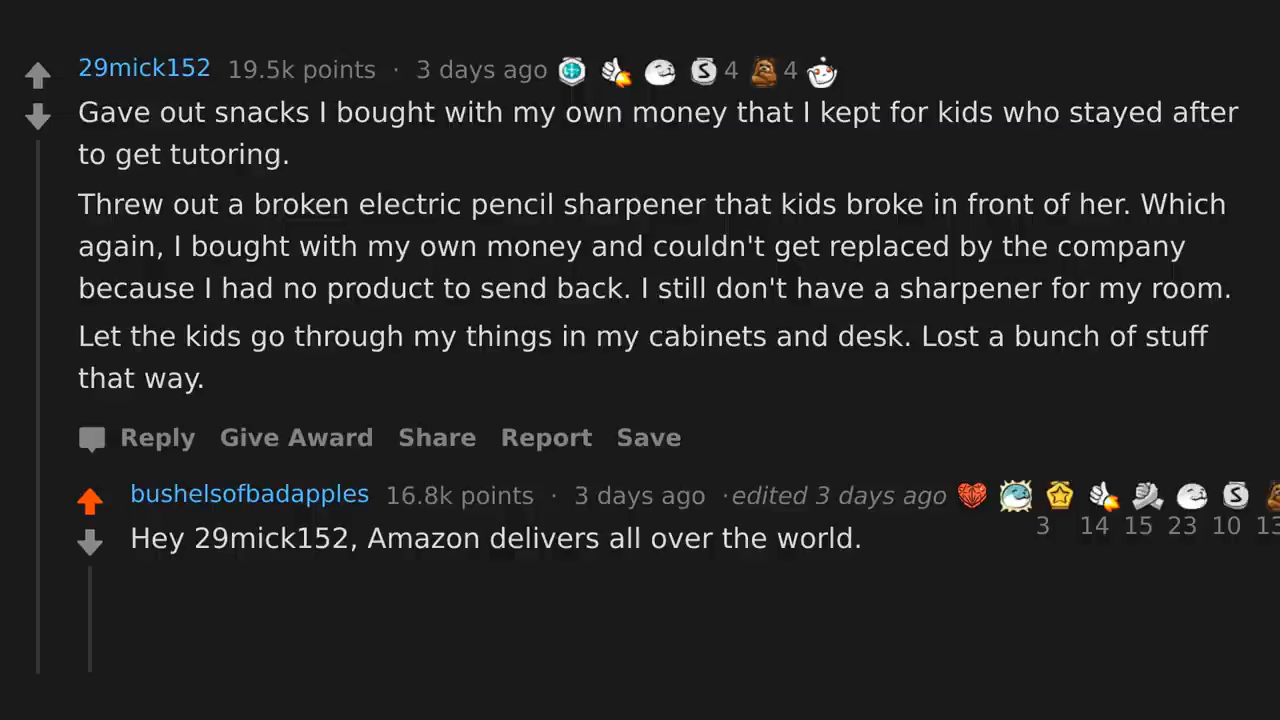 29mick152 19.5k points · 3 days ago 4 4
Gave out snacks I bought with my own money that I kept for kids who stayed after
to get tutoring.
Threw out a broken electric pencil sharpener that kids broke in front of her. Which
again, I bought with my own money and couldn't get replaced by the company
because I had no product to send back. I still don't have a sharpener for my room.
Let the kids go through my things in my cabinets and desk. Lost a bunch of stuff
that way.
Reply Give Award Share Report Save
bushelsofbadapples 16.8k points · 3 days ago ·edited 3 days ago
3 14 15 23 10 13
Hey 29mick152, Amazon delivers all over the world.